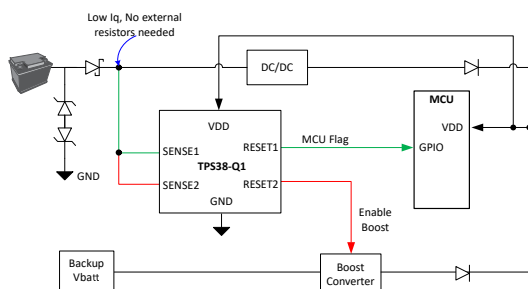 Low Iq, No external
resistors needed
DC/DC
MCU
VDD
VDD
SENSE1
RESET1
MCU Flag
GPIO
TPS38-Q1
SENSE2
RESET2
GND
GND
Enable
Boost
Backup
Vbatt
Boost
Converter